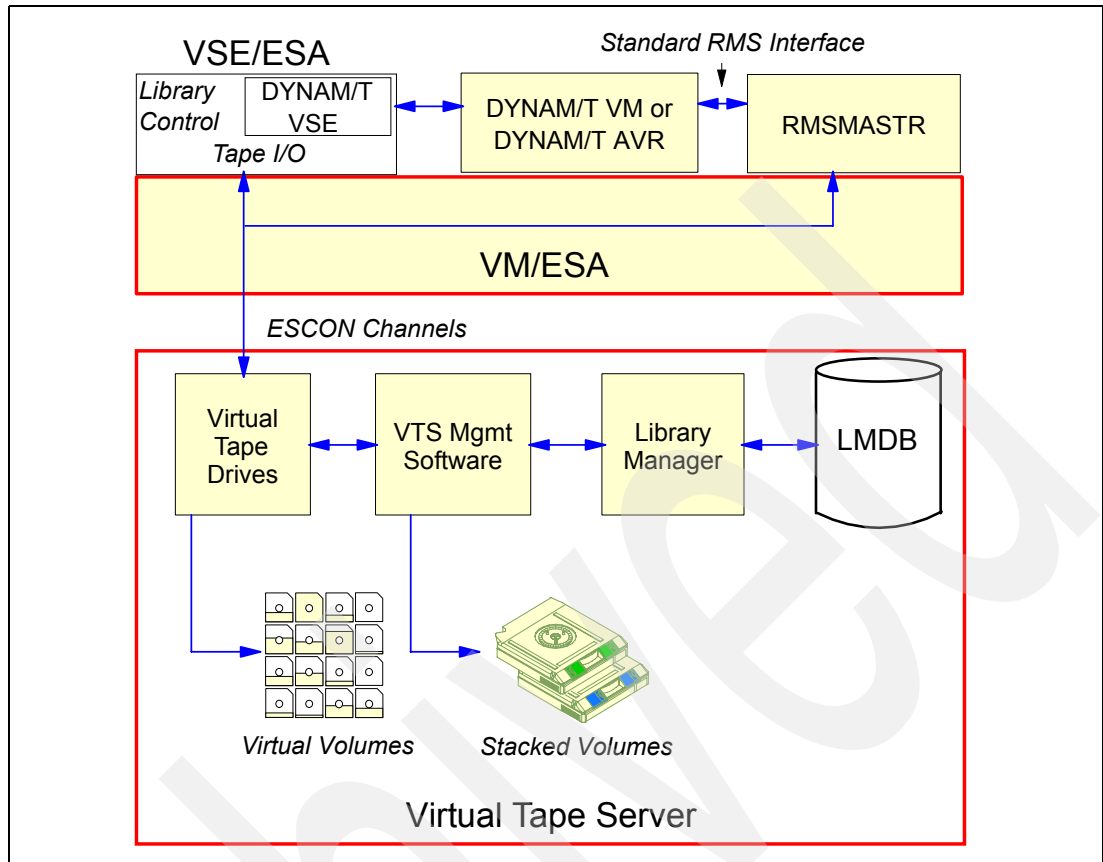 VSE/ESA
Standard RMS Interface
Library
Control
DYNAM/T
VSE
Tape I/O
DYNAM/T VM or
DYNAM/T AVR
RMSMASTR
VM/ESA
ESCON Channels
Virtual
Tape
Drives
VTS Mgmt
Software
Library
Manager
LMDB
Virtual Volumes
Stacked Volumes
Virtual Tape Server